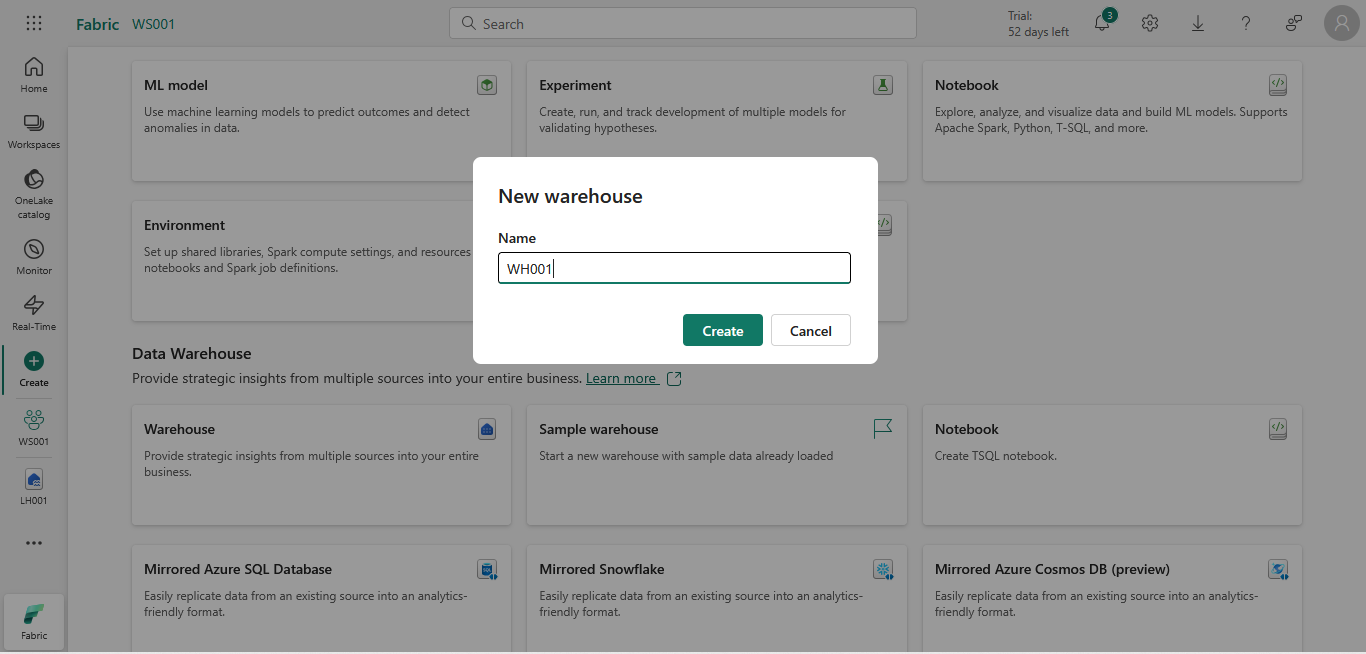 Fabric WS001
Search
Trial:
52 days left
3
Home
Workspaces
OneLake
catalog
Monitor
Real-Time
Create
WS001
LH001
Fabric
ML model
Use machine learning models to predict outcomes and detect
anomalies in data.
Experiment
Create, run, and track development of multiple models for
validating hypotheses.
Notebook
Explore, analyze, and visualize data and build ML models. Supports
Apache Spark, Python, T-SQL, and more.
Environment
Set up shared libraries, Spark compute settings, and resources
notebooks and Spark job definitions.
New warehouse
Name
WH001
Create
Cancel
Data Warehouse
Provide strategic insights from multiple sources into your entire business. Learn more
Warehouse
Provide strategic insights from multiple sources into your entire
business.
Sample warehouse
Start a new warehouse with sample data already loaded
Notebook
Create TSQL notebook.
Mirrored Azure SQL Database
Easily replicate data from an existing source into an analytics-
friendly format.
Mirrored Snowflake
Easily replicate data from an existing source into an analytics-
friendly format.
Mirrored Azure Cosmos DB (preview)
Easily replicate data from an existing source into an analytics-
friendly format.